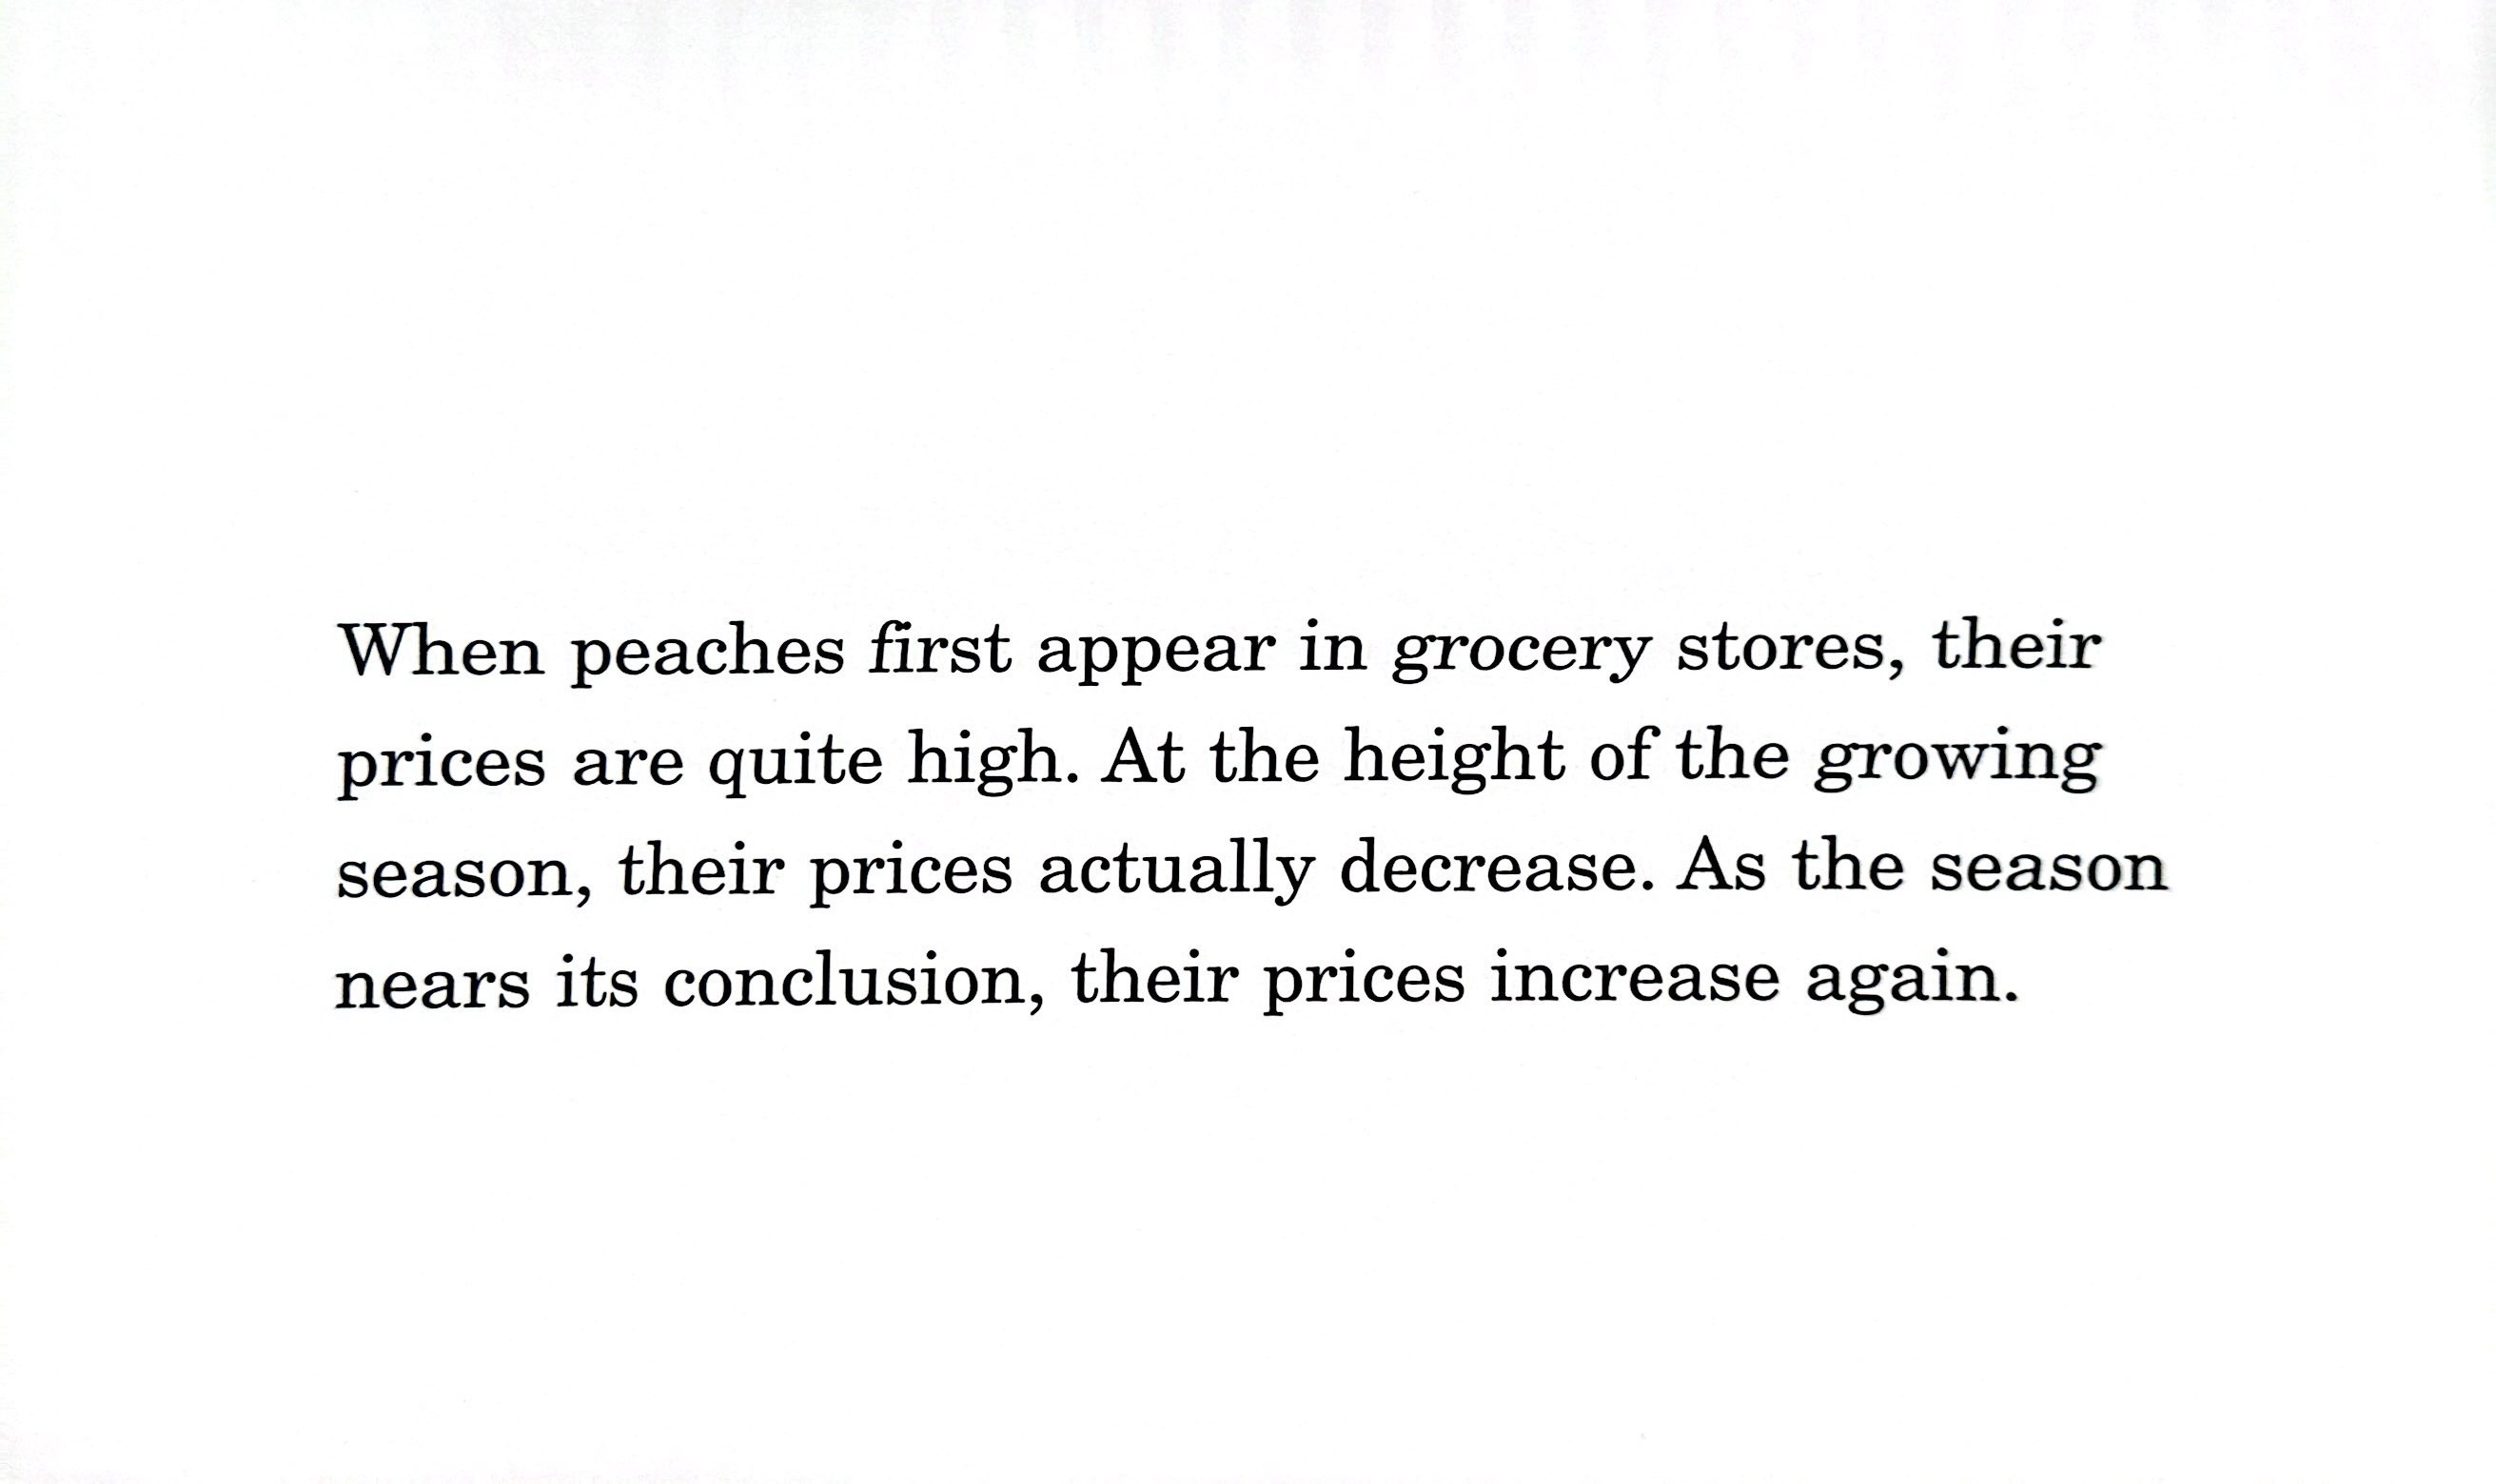 When peaches first appear in grocery stores, their
prices are quite high. At the height of the growing
season, their prices actually decrease. As the season
nears its conclusion, their prices increase again.